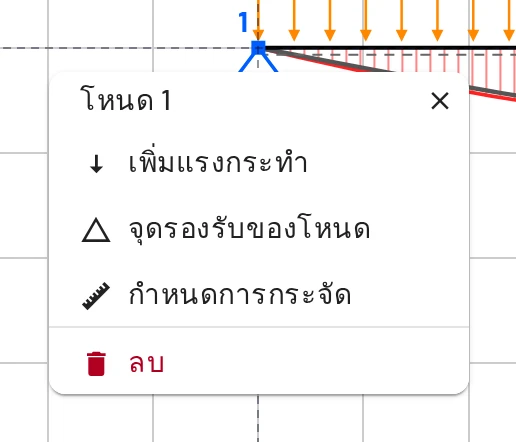 1
โหนด 1
เพิ่มแรงกระทำ
จุดรองรับของโหนด
กำหนดการกระจัด
ลบ